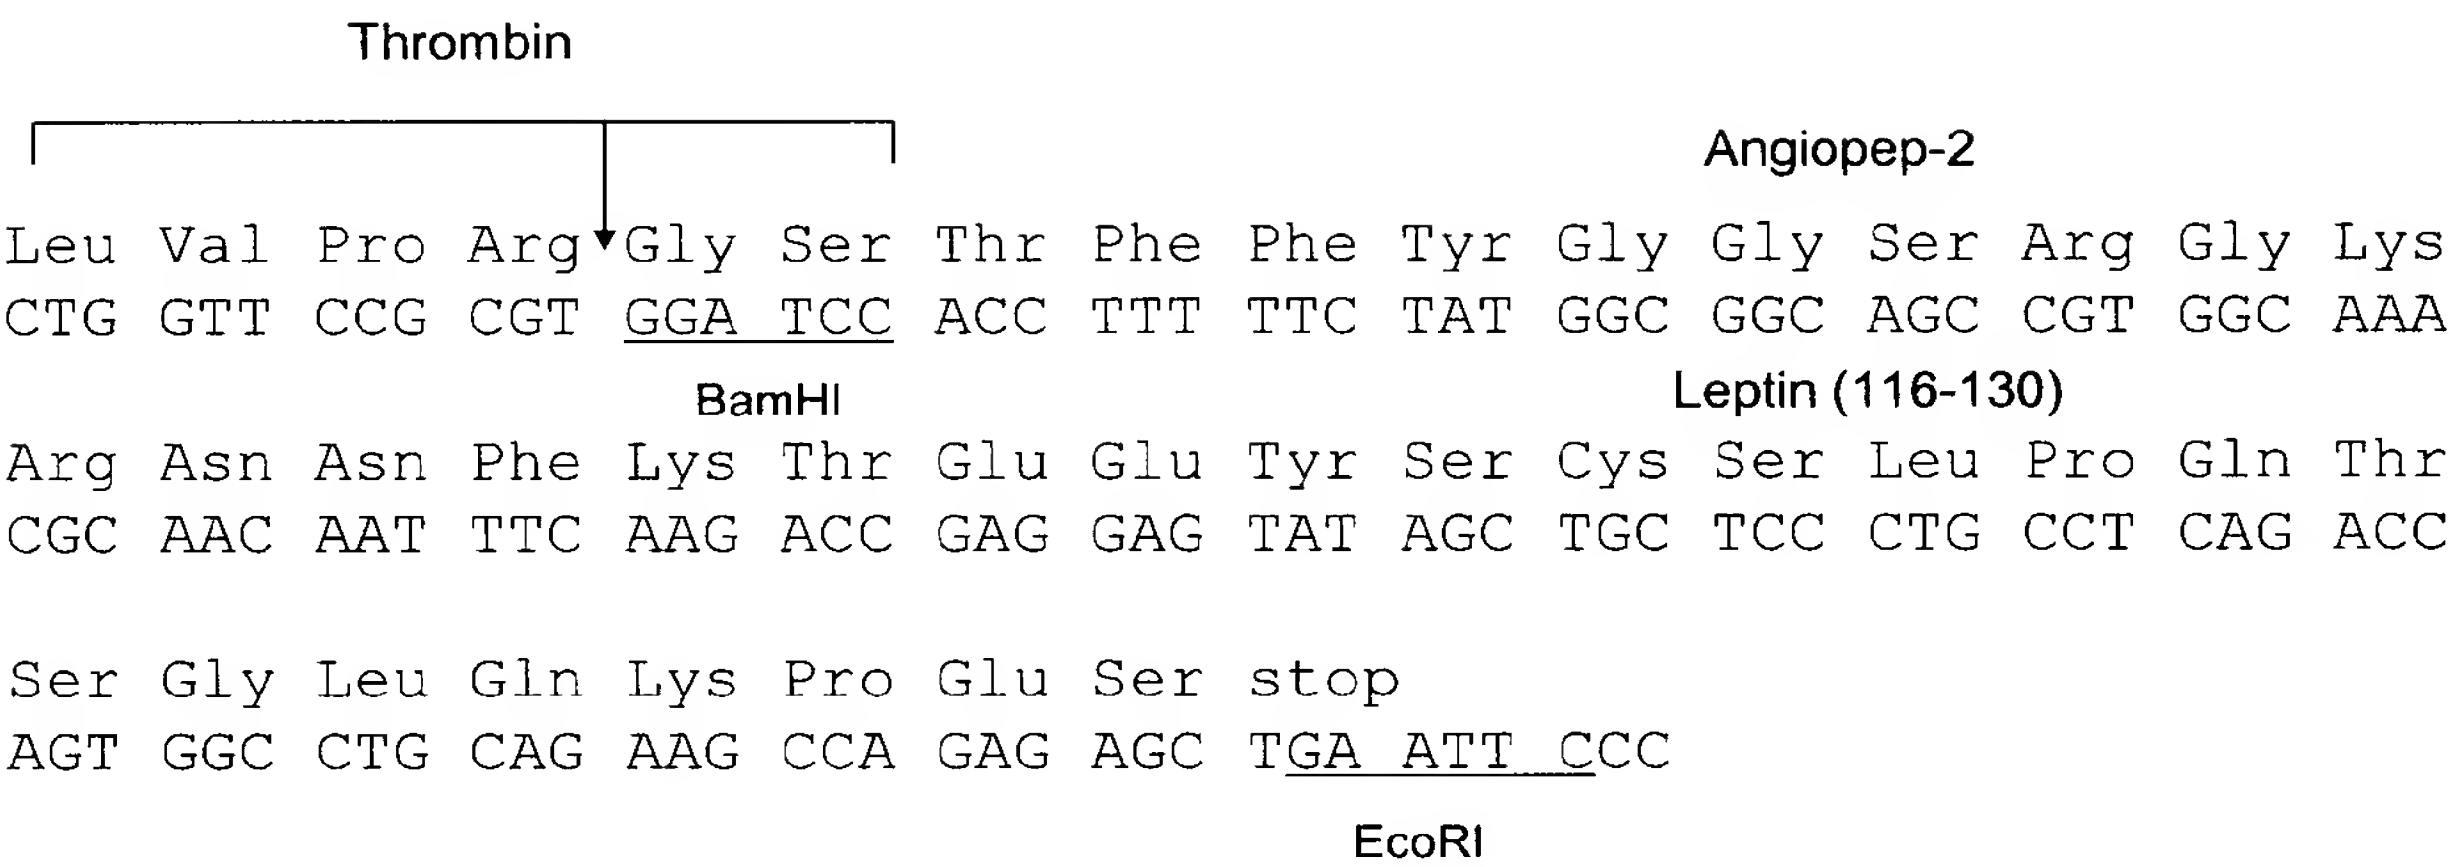 Thrombin
Angiopep-2
Leu Val Pro Arg Gly Ser Thr Phe Phe Tyr Gly Gly Ser Arg Gly Lys
CTG GTT CCG CGT GGA TCC ACC TTT TTC TAT GGC GGC AGC CGT GGC AAA
BamHI Leptin (116-130)
Arg Asn Asn Phe Lys Thr Glu Glu Tyr Ser Cys Ser Leu Pro Gln Thr
CGC AAC AAT TTC AAG ACC GAG GAG TAT AGC TGC TCC CTG CCT CAG ACC
Ser Gly Leu Gln Lys Pro Glu Ser stop
AGT GGC CTG CAG AAG CCA GAG AGC TGA ATT CCC
EcoRI